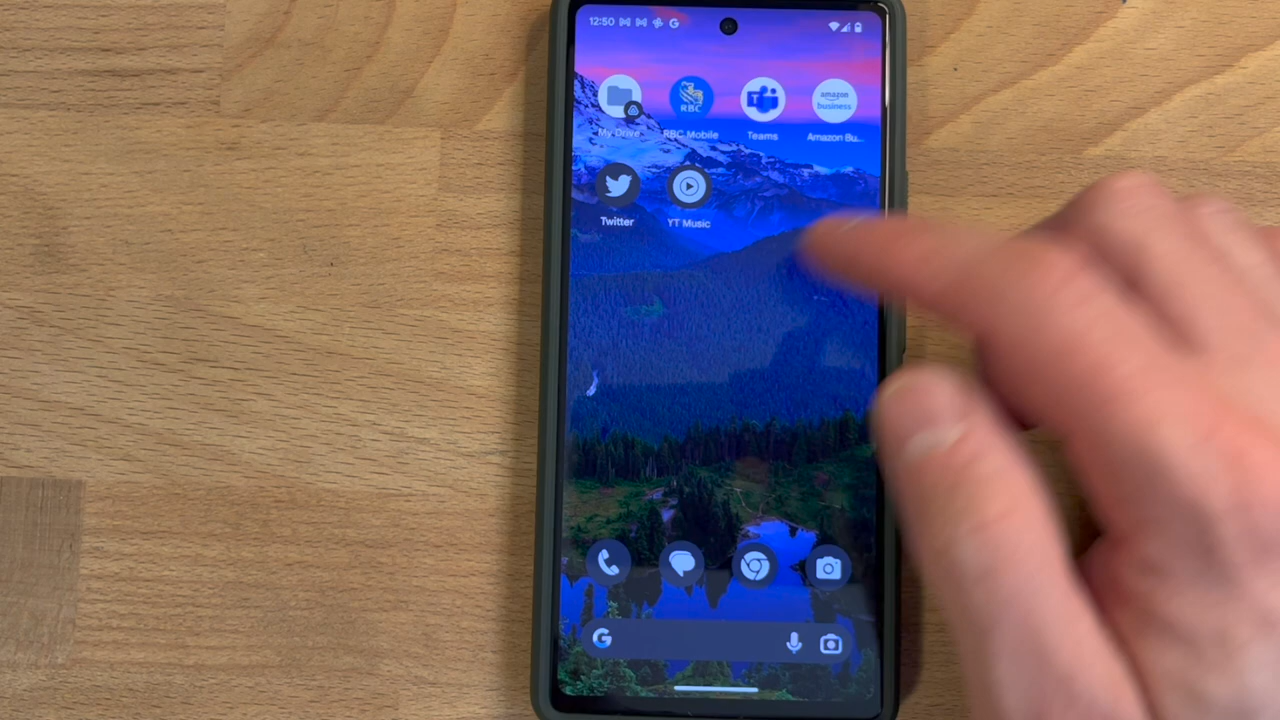 12:50
My Drive RBC Mobile Teams Amazon Bu...
RBC
T
amazon
business
Twitter YT Music
G